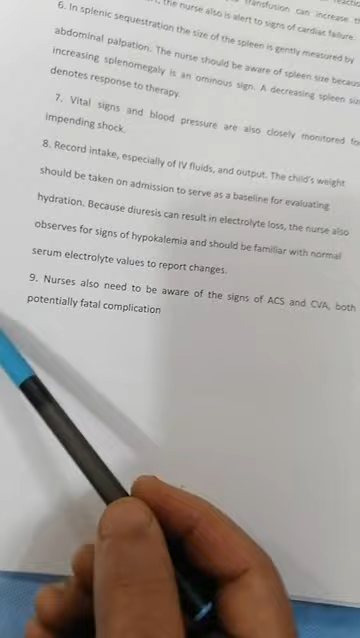 transfusion can increase
the nurse also is alert to signs of cardiac failure.
6. In splenic sequestration the size of the spleen is gently measured by
abdominal palpation. The nurse should be aware of spleen size
increasing splenomegaly is an ominous sign. A decreasing spleen
denotes response to therapy.
7. Vital signs and blood pressure are also closely monitored
impending shock.
8. Record intake, especially of IV fluids, and output. The child's weight
should be taken on admission to serve as a baseline for evaluating
hydration. Because diuresis can result in electrolyte loss, the nurse also
observes for signs of hypokalemia and should be familiar with normal
serum electrolyte values to report changes.
9. Nurses also need to be aware of the signs of ACS and CVA, both
potentially fatal complication